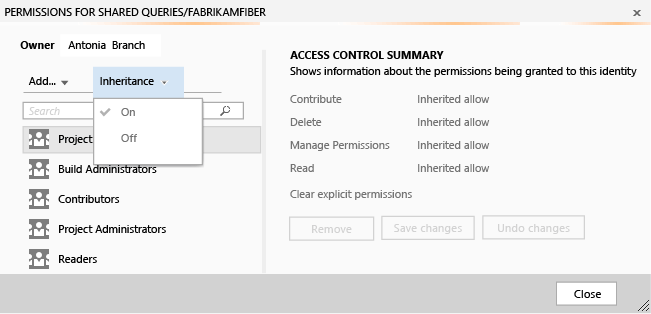 PERMISSIONS FOR SHARED QUERIES/FABRIKAMFIBER
Owner Antonia Branch
Add... Inheritance
On
Off
Search
Project
Build Administrators
Contributors
Project Administrators
Readers
ACCESS CONTROL SUMMARY
Shows information about the permissions being granted to this identity
Contribute Inherited allow
Delete Inherited allow
Manage Permissions Inherited allow
Read Inherited allow
Clear explicit permissions
Remove Save changes Undo changes
Close